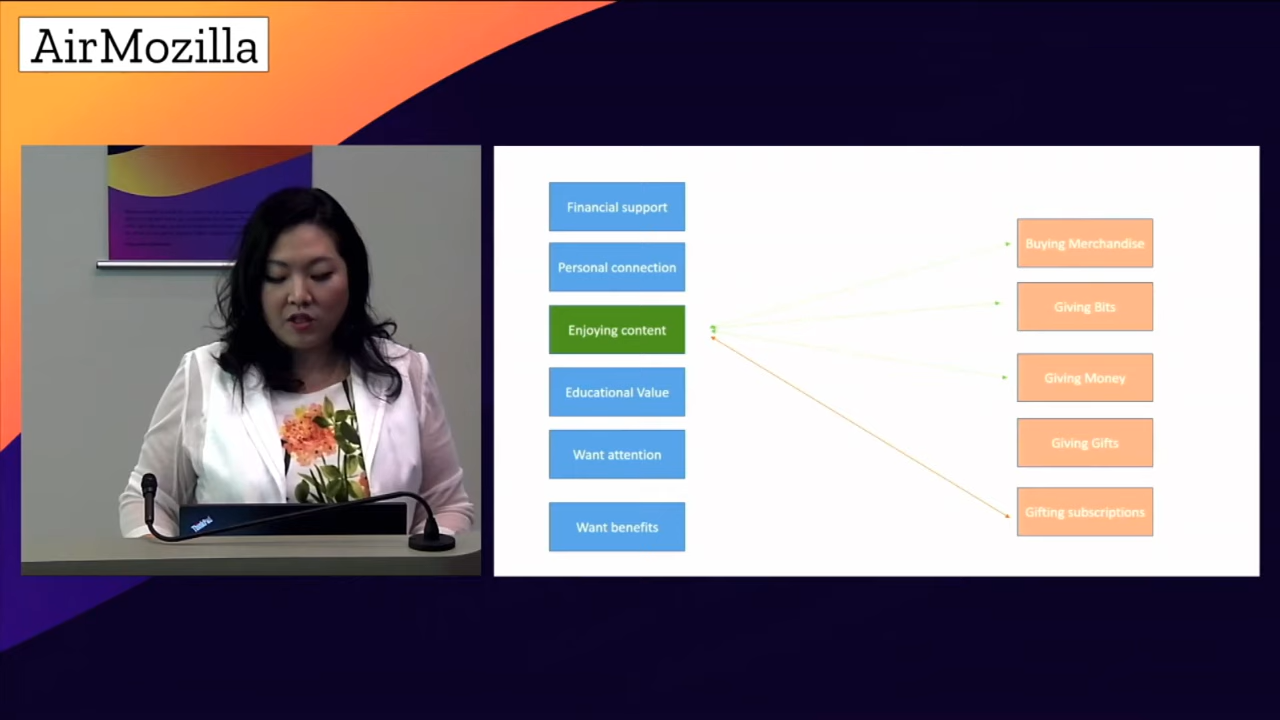 AirMozilla
Financial support
Personal connection
Enjoying content
Educational Value
Want attention
Want benefits
Buying Merchandise
Giving Bits
Giving Money
Giving Gifts
Gifting subscriptions
ThinkPad